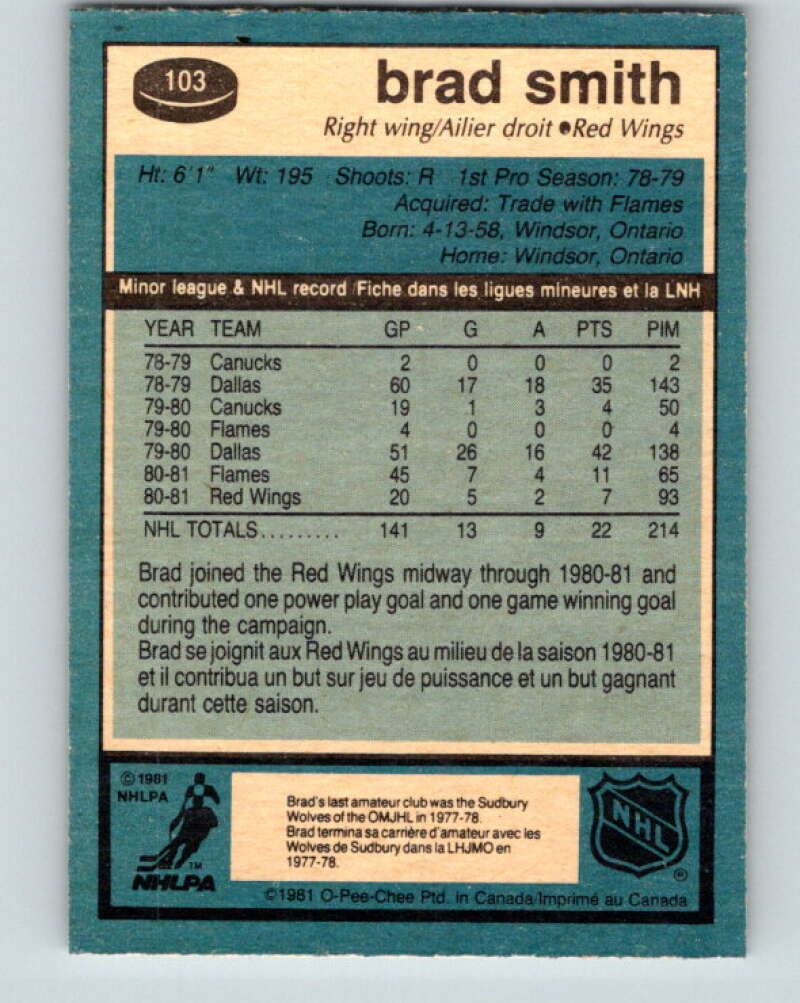 103
brad smith
Right wing/Ailier droit •Red Wings
Ht: 6'1" Wt: 195 Shoots: R 1st Pro Season: 78-79
Acquired: Trade with Flames
Born: 4-13-58, Windsor, Ontario
Home: Windsor, Ontario
Minor league & NHL record/Fiche dans les ligues mineures et la LNH
YEAR TEAM GP G A PTS PIM
78-79 Canucks 2 0 0 0 2
78-79 Dallas 60 17 18 35 143
79-80 Canucks 19 1 3 4 50
79-80 Flames 4 0 0 0 4
79-80 Dallas 51 26 16 42 138
80-81 Flames 45 7 4 11 65
80-81 Red Wings 20 5 2 7 93
NHL TOTALS......... 141 13 9 22 214
Brad joined the Red Wings midway through 1980-81 and
contributed one power play goal and one game winning goal
during the campaign.
Brad se joignit aux Red Wings au milieu de la saison 1980-81
et il contribua un but sur jeu de puissance et un but gagnant
durant cette saison.
© 1981
NHLPA
TM
NHLPA
Brad's last amateur club was the Sudbury
Wolves of the OMJHL in 1977-78.
Brad termina sa carrière d'amateur avec les
Wolves de Sudbury dans la LHJMO en
1977-78.
NHL
®
©1981 O-Pee-Chee Ptd. in Canada/Imprimé au Canada